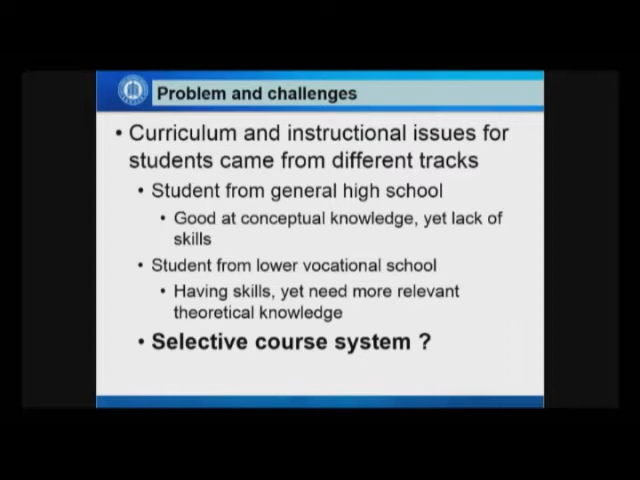 Problem and challenges
• Curriculum and instructional issues for
students came from different tracks
• Student from general high school
• Good at conceptual knowledge, yet lack of
skills
• Student from lower vocational school
• Having skills, yet need more relevant
theoretical knowledge
• Selective course system ?